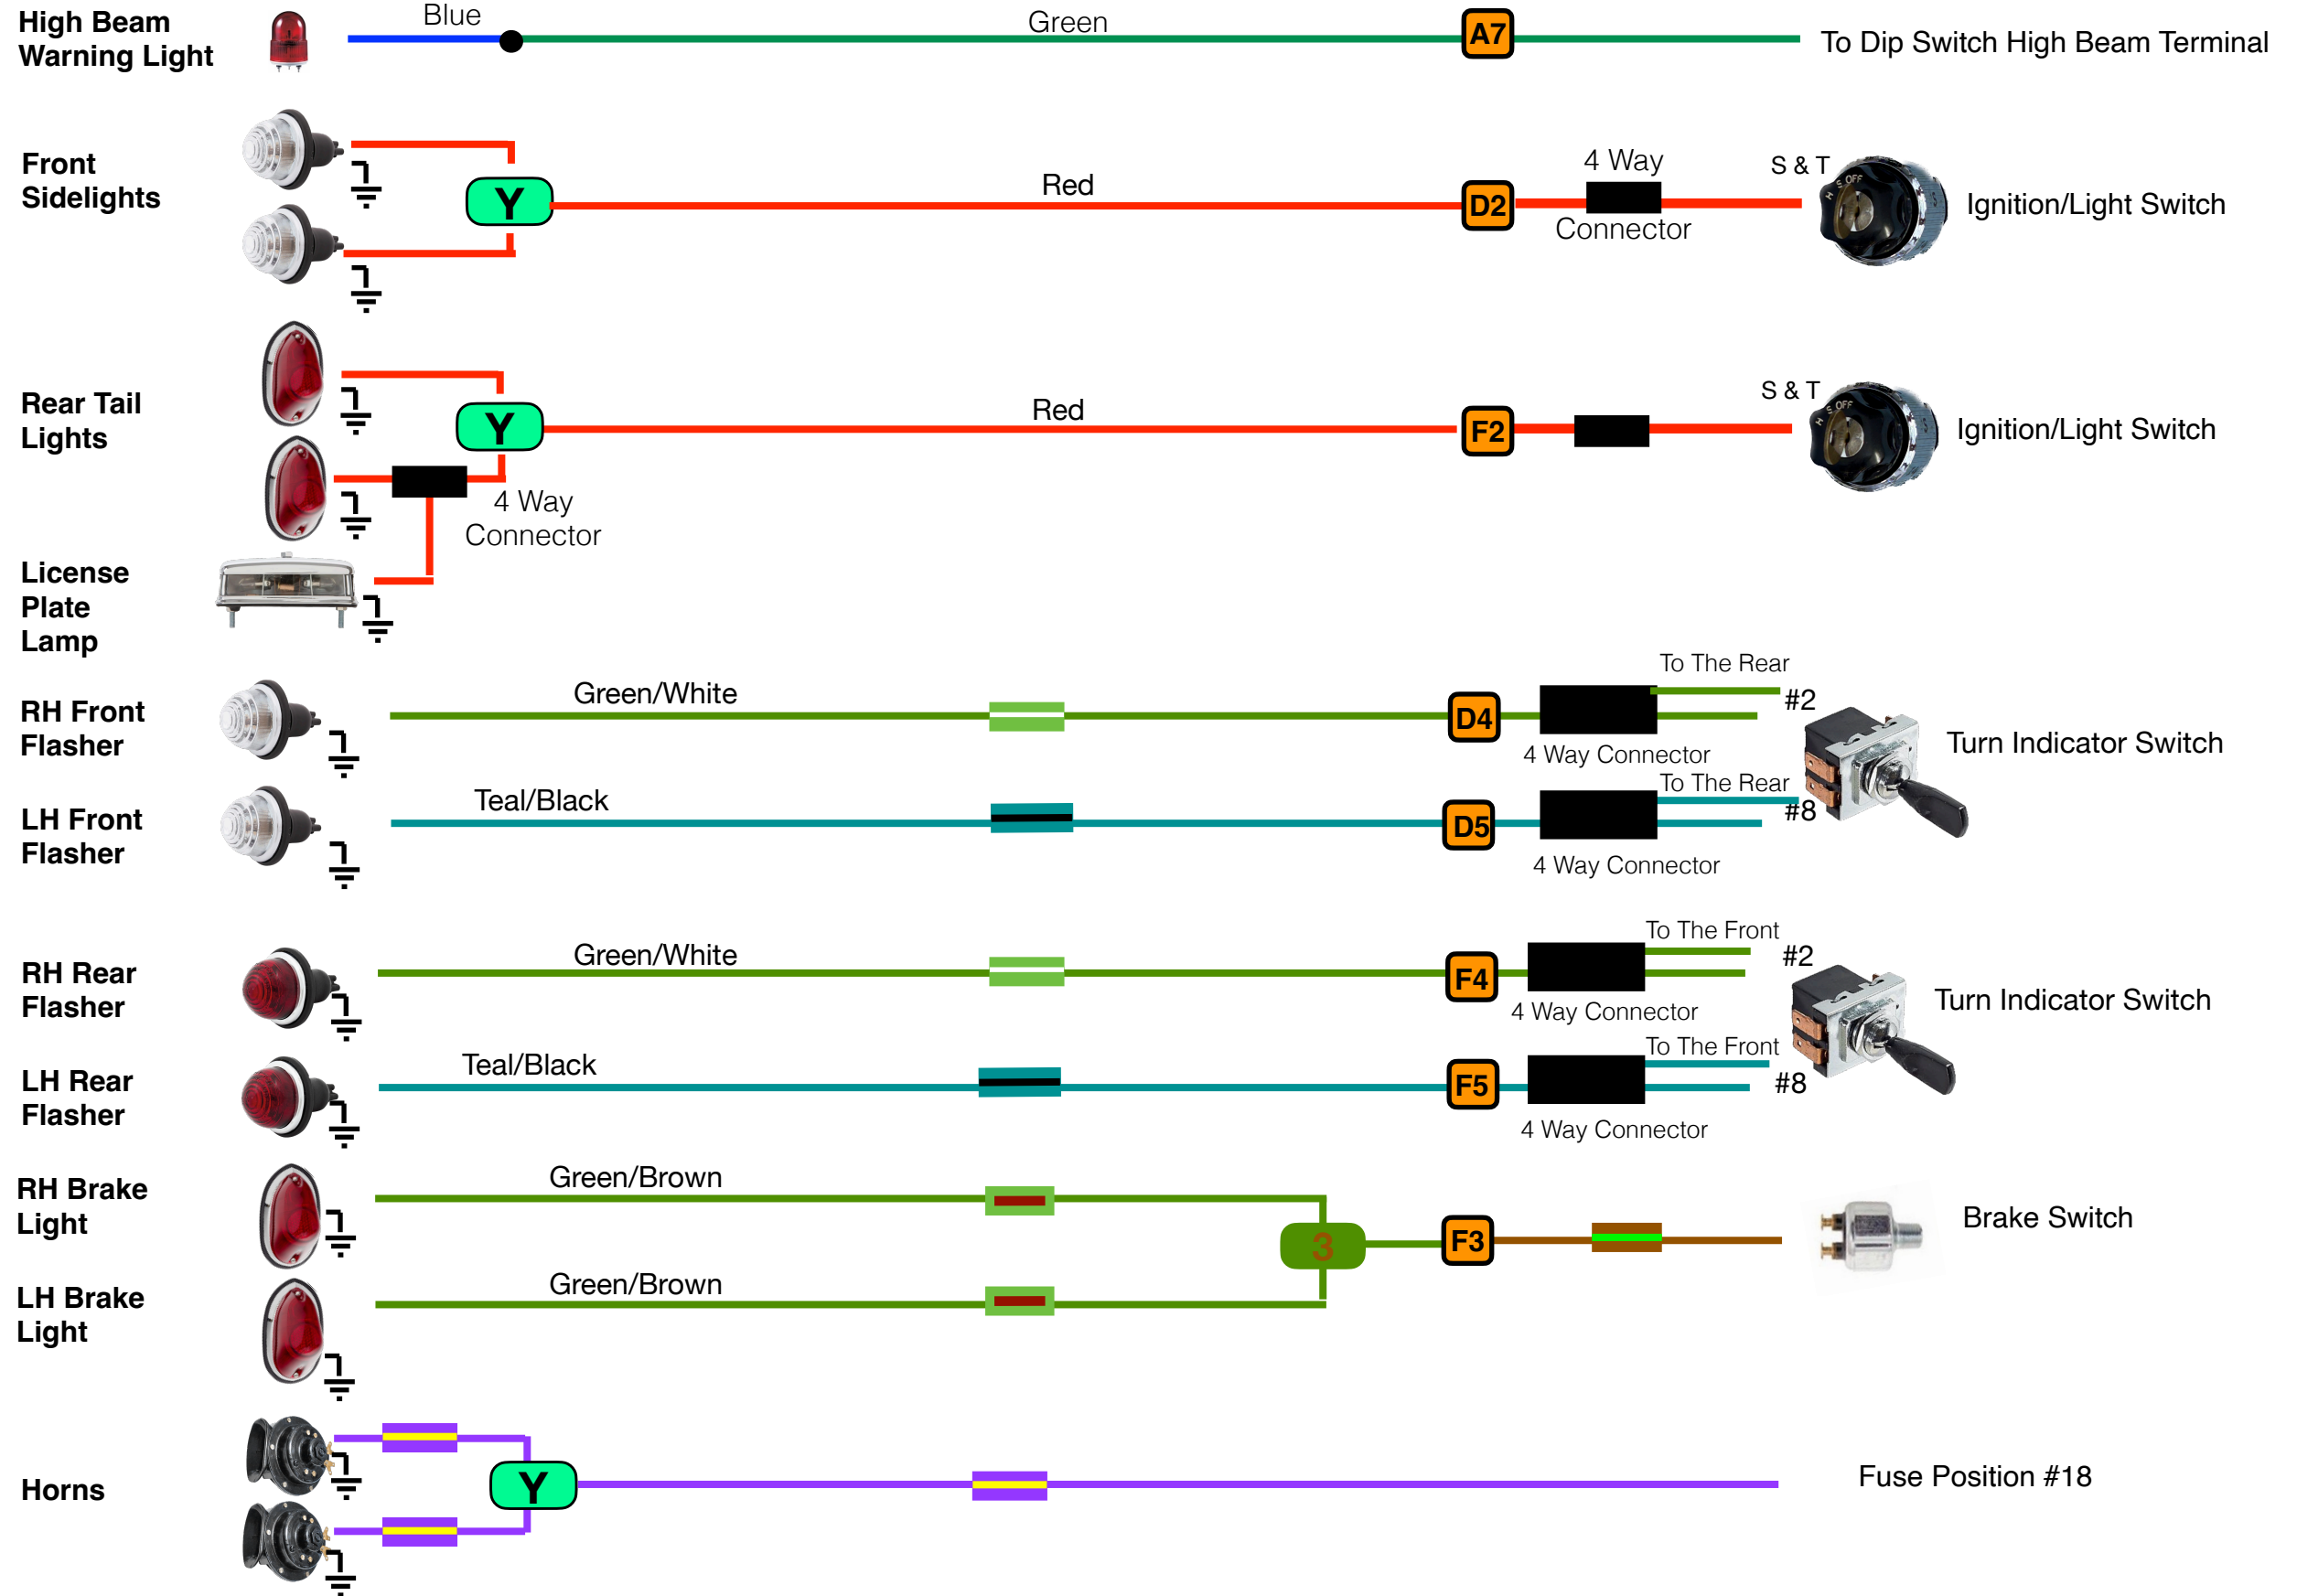 High Beam
Warning Light
Blue
Green
A7
To Dip Switch High Beam Terminal
Front
Sidelights
Y
Red
D2
4 Way
Connector
S & T
H S OFF
Ignition/Light Switch
Rear Tail
Lights
Y
Red
F2
S & T
H S OFF
Ignition/Light Switch
4 Way
Connector
License
Plate
Lamp
RH Front
Flasher
Green/White
D4
4 Way Connector
To The Rear
#2
Turn Indicator Switch
LH Front
Flasher
Teal/Black
D5
4 Way Connector
To The Rear
#8
RH Rear
Flasher
Green/White
F4
4 Way Connector
To The Front
#2
Turn Indicator Switch
LH Rear
Flasher
Teal/Black
F5
4 Way Connector
To The Front
#8
RH Brake
Light
Green/Brown
3
F3
Brake Switch
LH Brake
Light
Green/Brown
Horns
Y
Fuse Position #18